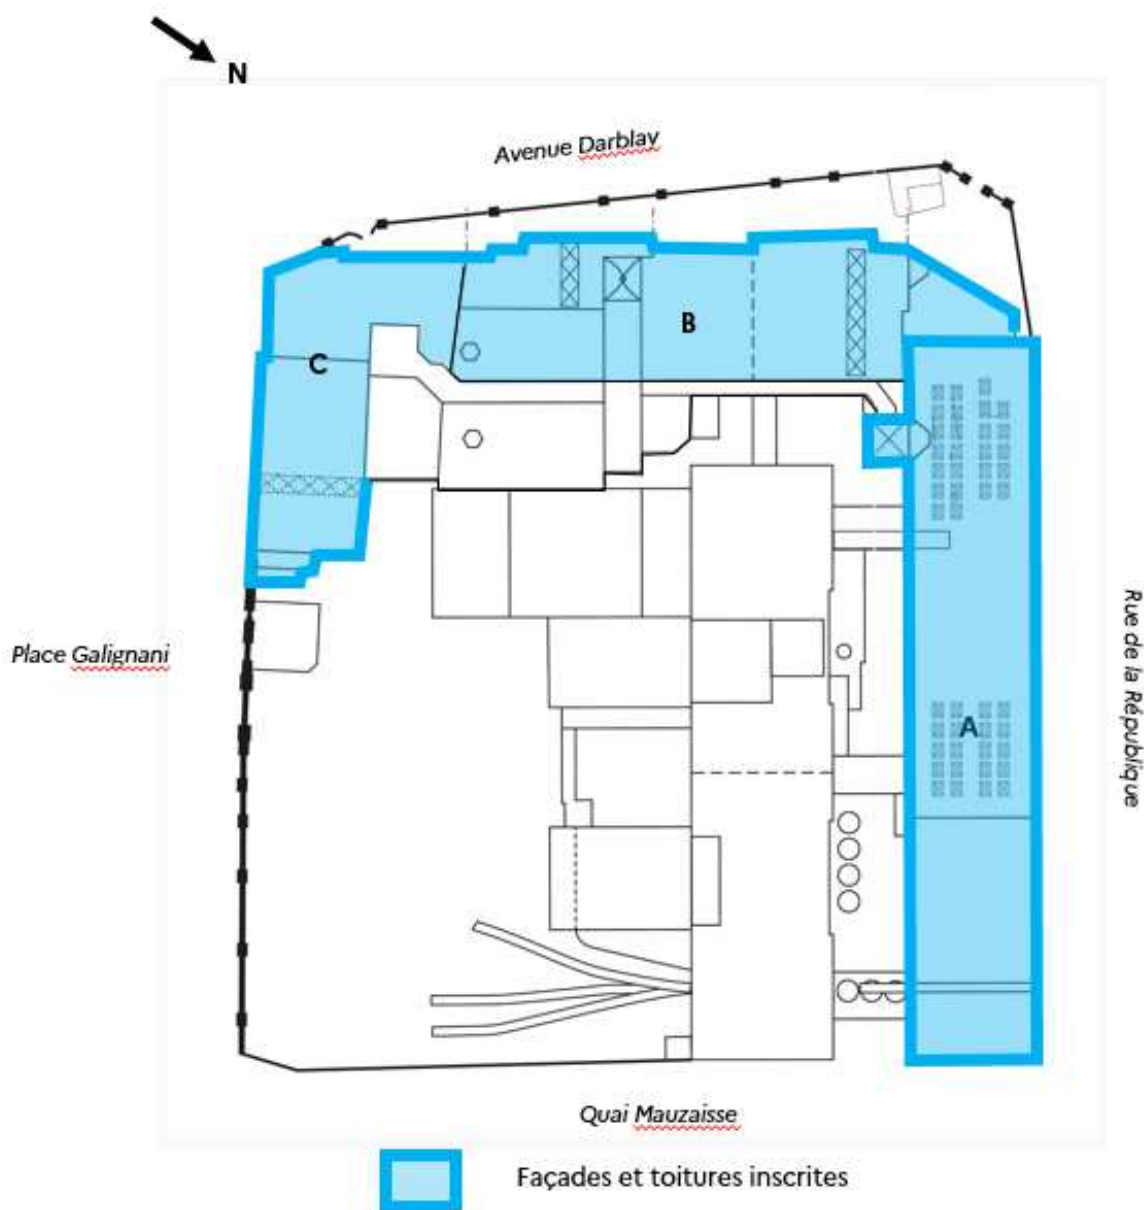 N
Avenue Darblay
B
C
Place Galignani
Rue de la République
A
Quai Mauzaisse
Façades et toitures inscrites